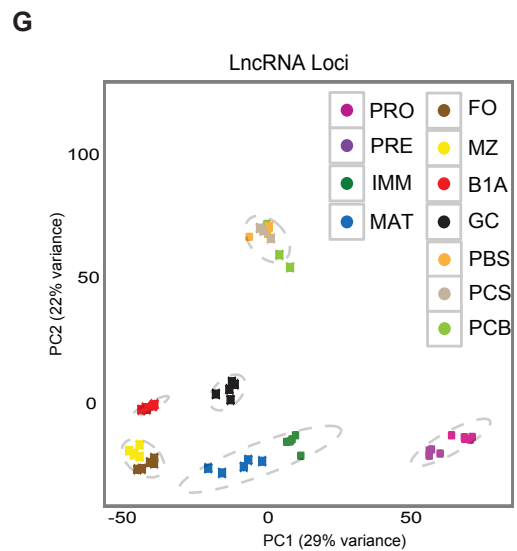 G
LncRNA Loci
PRO
PRE
IMM
MAT
FO
MZ
B1A
GC
PBS
PCS
PCB
100
50
0
PC2 (22% variance)
-50
0
50
PC1 (29% variance)